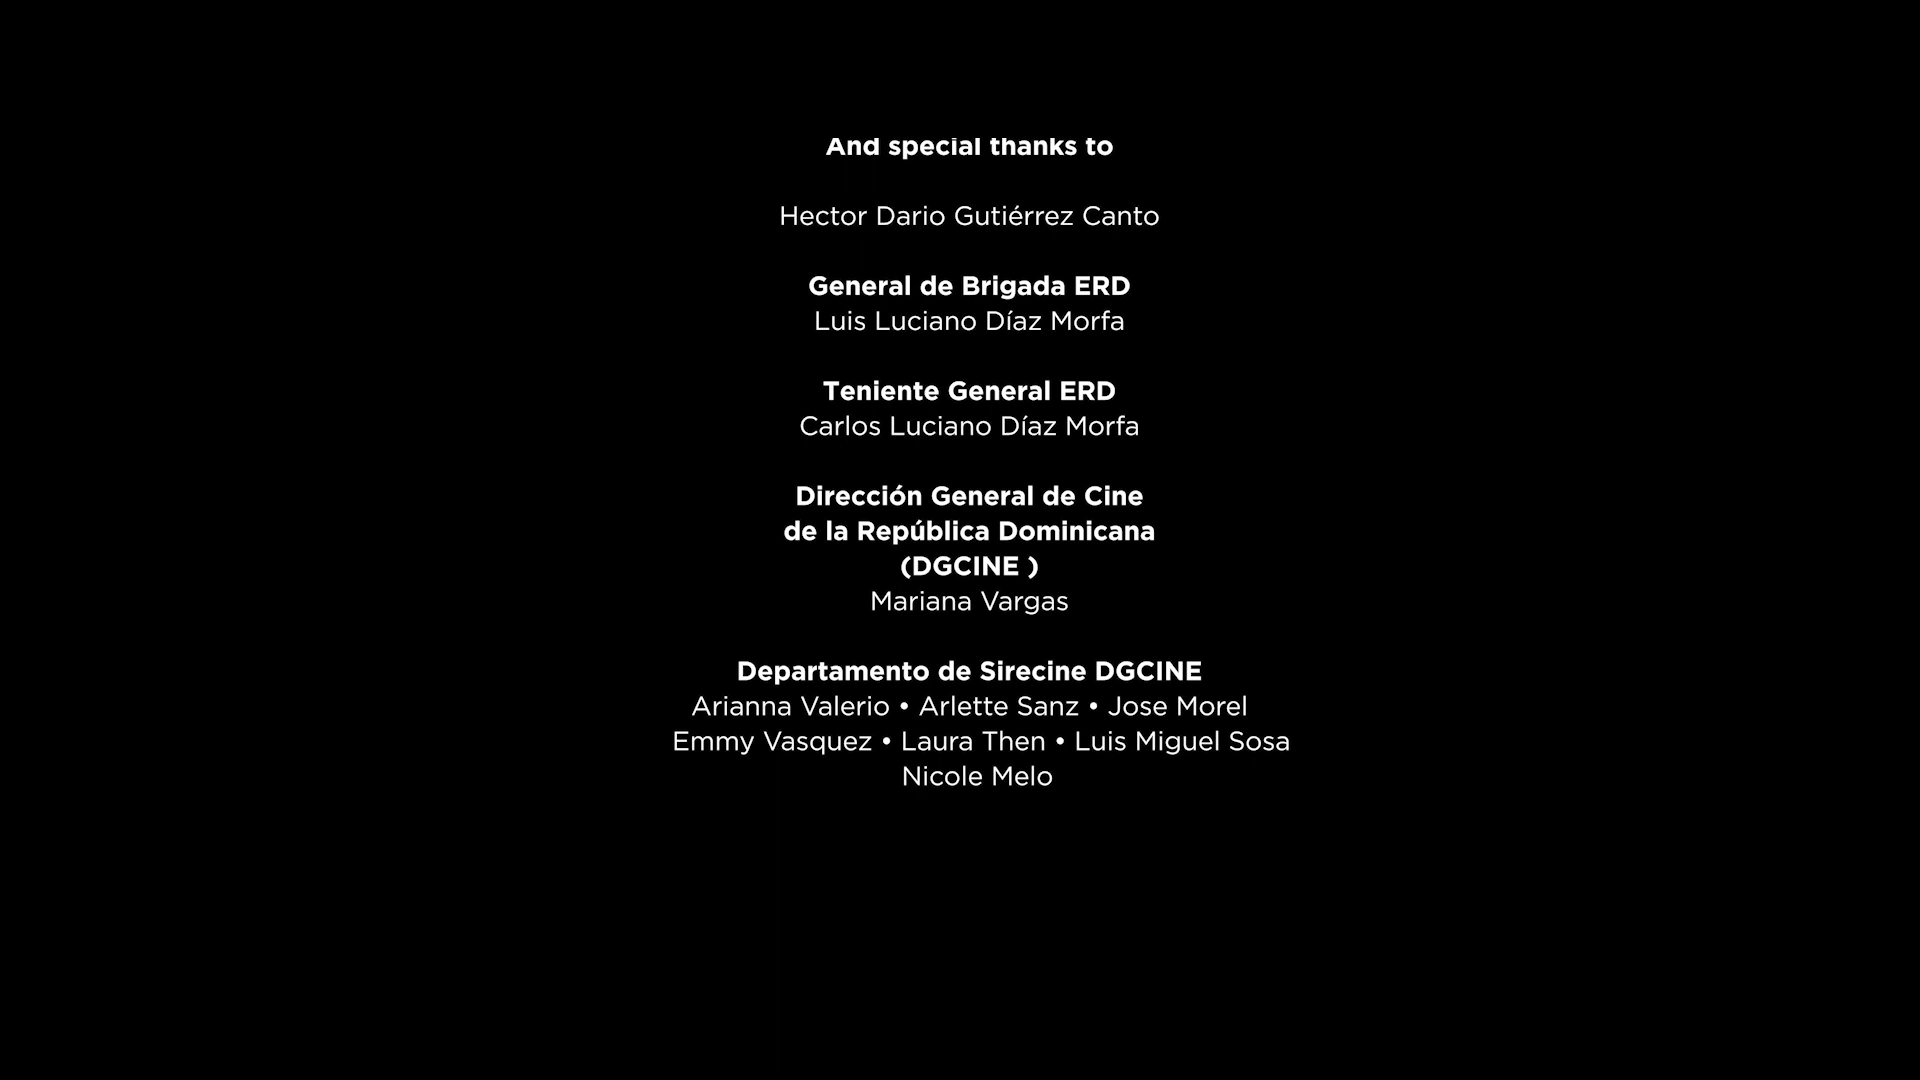 And special thanks to
Hector Dario Gutiérrez Canto
General de Brigada ERD
Luis Luciano Díaz Morfa
Teniente General ERD
Carlos Luciano Díaz Morfa
Dirección General de Cine
de la República Dominicana
(DGCINE )
Mariana Vargas
Departamento de Sirecine DGCINE
Arianna Valerio • Arlette Sanz • Jose Morel
Emmy Vasquez • Laura Then • Luis Miguel Sosa
Nicole Melo